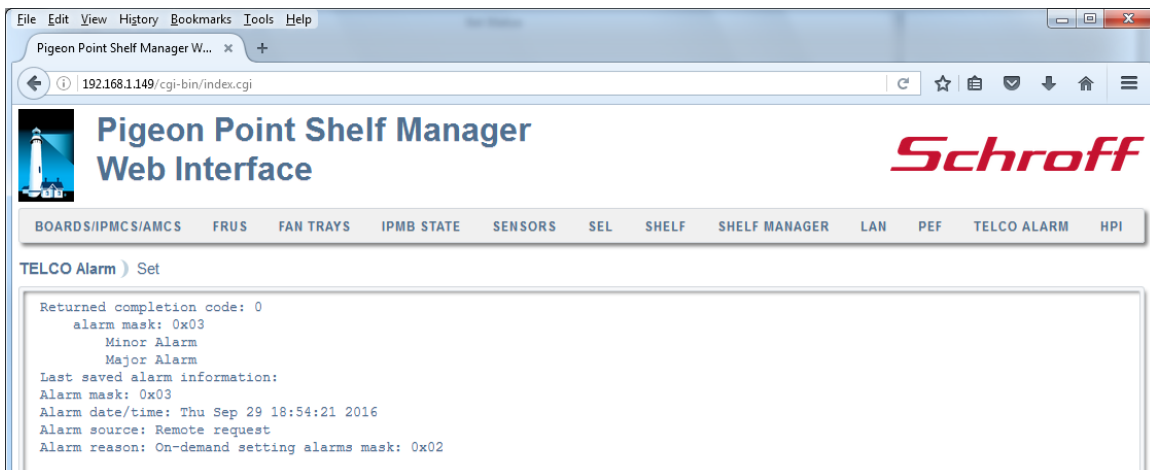 File Edit View History Bookmarks Tools Help
Pigeon Point Shelf Manager W... × +
192.168.1.149/cgi-bin/index.cgi
Pigeon Point Shelf Manager
Web Interface
Schroff
BOARDS/IPMCS/AMCS FRUS FAN TRAYS IPMB STATE SENSORS SEL SHELF SHELF MANAGER LAN PEF TELCO ALARM HPI
TELCO Alarm Set
Returned completion code: 0
alarm mask: 0x03
Minor Alarm
Major Alarm
Last saved alarm information:
Alarm mask: 0x03
Alarm date/time: Thu Sep 29 18:54:21 2016
Alarm source: Remote request
Alarm reason: On-demand setting alarms mask: 0x02